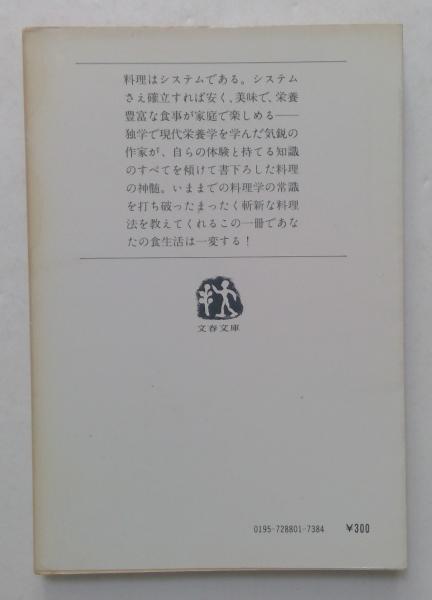 料理はシステムである。システム
さえ確立すれば安く、美味で、栄養
豊富な食事が家庭で楽しめる——
独学で現代栄養学を学んだ気鋭の
作家が、自らの体験と持てる知識
のすべてを傾けて書下ろした料理
の神髄。いままでの料理学の常識
を打ち破ったまったく斬新な料理
法を教えてくれるこの一冊であな
たの食生活は一変する！
文春文庫
0195-728801-7384 ¥300